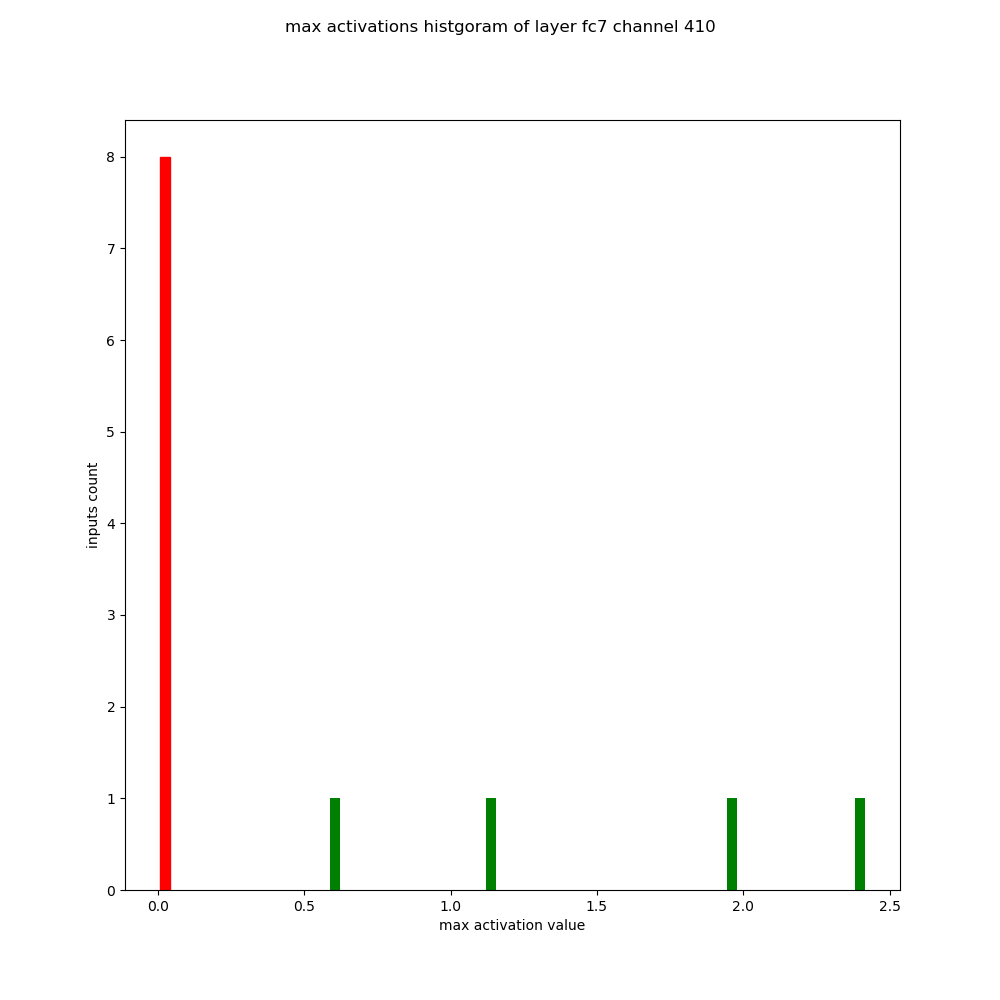 max activations histgoram of layer fc7 channel 410
8
7
6
5
4
3
2
1
0
inputs count
0.0 0.5 1.0 1.5 2.0 2.5
max activation value